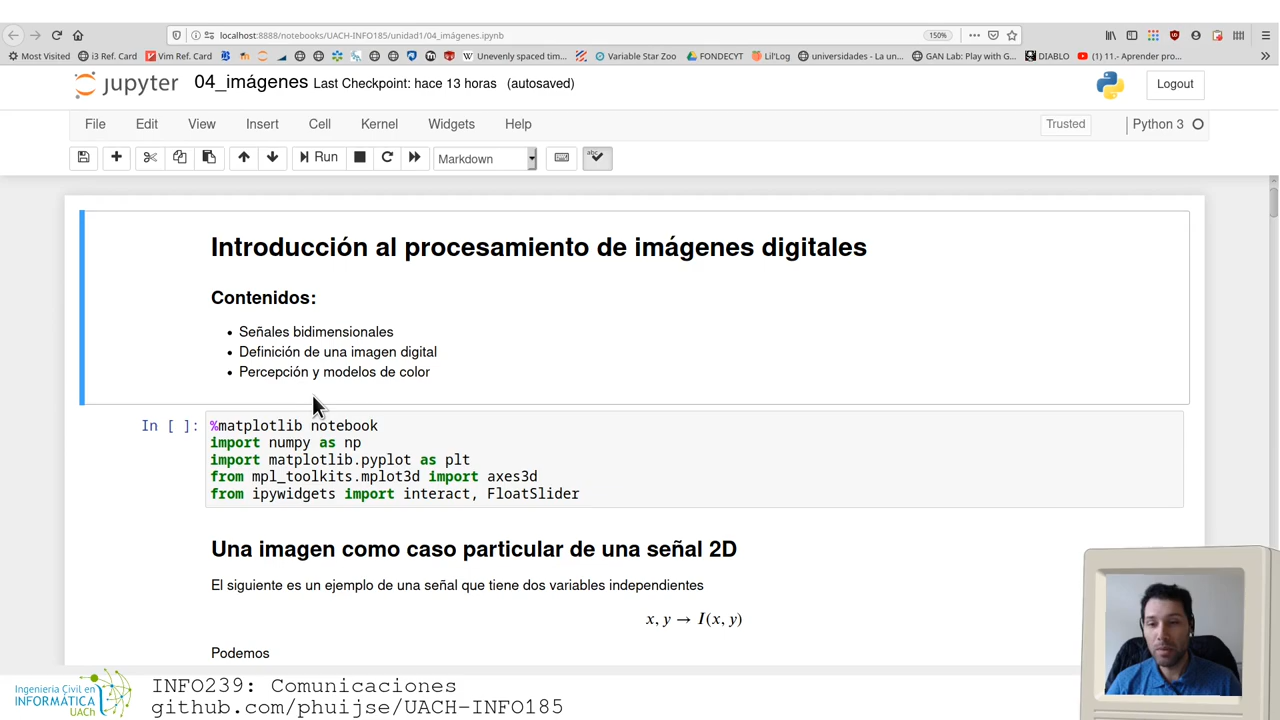 localhost:8888/notebooks/UACH-INFO185/unidad1/04_imágenes.ipynb
150%
Most Visited
i3 Ref. Card
Vim Ref. Card
Unevenly spaced tim...
Variable Star Zoo
FONDECYT
Lil'Log
universidades - La un...
GAN Lab: Play with G...
DIABLO
(1) 11.- Aprender pro...
jupyter 04_imágenes Last Checkpoint: hace 13 horas (autosaved)
Logout
File Edit View Insert Cell Kernel Widgets Help
Trusted
Python 3
Run
Markdown
abc
Introducción al procesamiento de imágenes digitales
Contenidos:
• Señales bidimensionales
• Definición de una imagen digital
• Percepción y modelos de color
In [ ]: %matplotlib notebook
import numpy as np
import matplotlib.pyplot as plt
from mpl_toolkits.mplot3d import axes3d
from ipywidgets import interact, FloatSlider
Una imagen como caso particular de una señal 2D
El siguiente es un ejemplo de una señal que tiene dos variables independientes
x, y → I(x, y)
Podemos
Ingeniería Civil en
INFORMÁTICA
UACh
INFO239: Comunicaciones
github.com/phuijse/UACH-INFO185